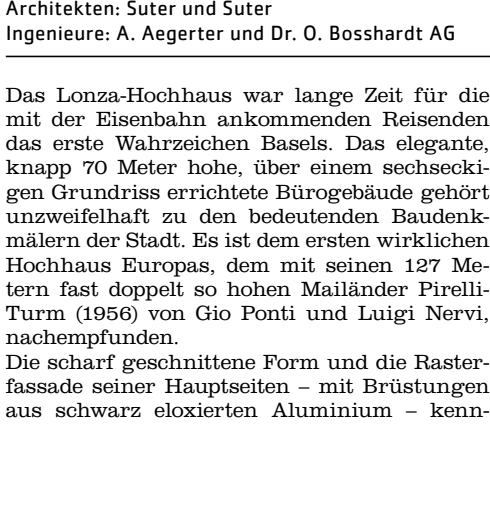 Architekten: Suter und Suter
Ingenieure: A. Aegerter und Dr. O. Bosshardt AG
Das Lonza-Hochhaus war lange Zeit für die
mit der Eisenbahn ankommenden Reisenden
das erste Wahrzeichen Basels. Das elegante,
knapp 70 Meter hohe, über einem sechsecki-
gen Grundriss errichtete Bürogebäude gehört
unzweifelhaft zu den bedeutenden Baudenk-
mälern der Stadt. Es ist dem ersten wirklichen
Hochhaus Europas, dem mit seinen 127 Me-
tern fast doppelt so hohen Mailänder Pirelli-
Turm (1956) von Gio Ponti und Luigi Nervi,
nachempfunden.
Die scharf geschnittene Form und die Raster-
fassade seiner Hauptseiten – mit Brüstungen
aus schwarz eloxierten Aluminium – kenn-